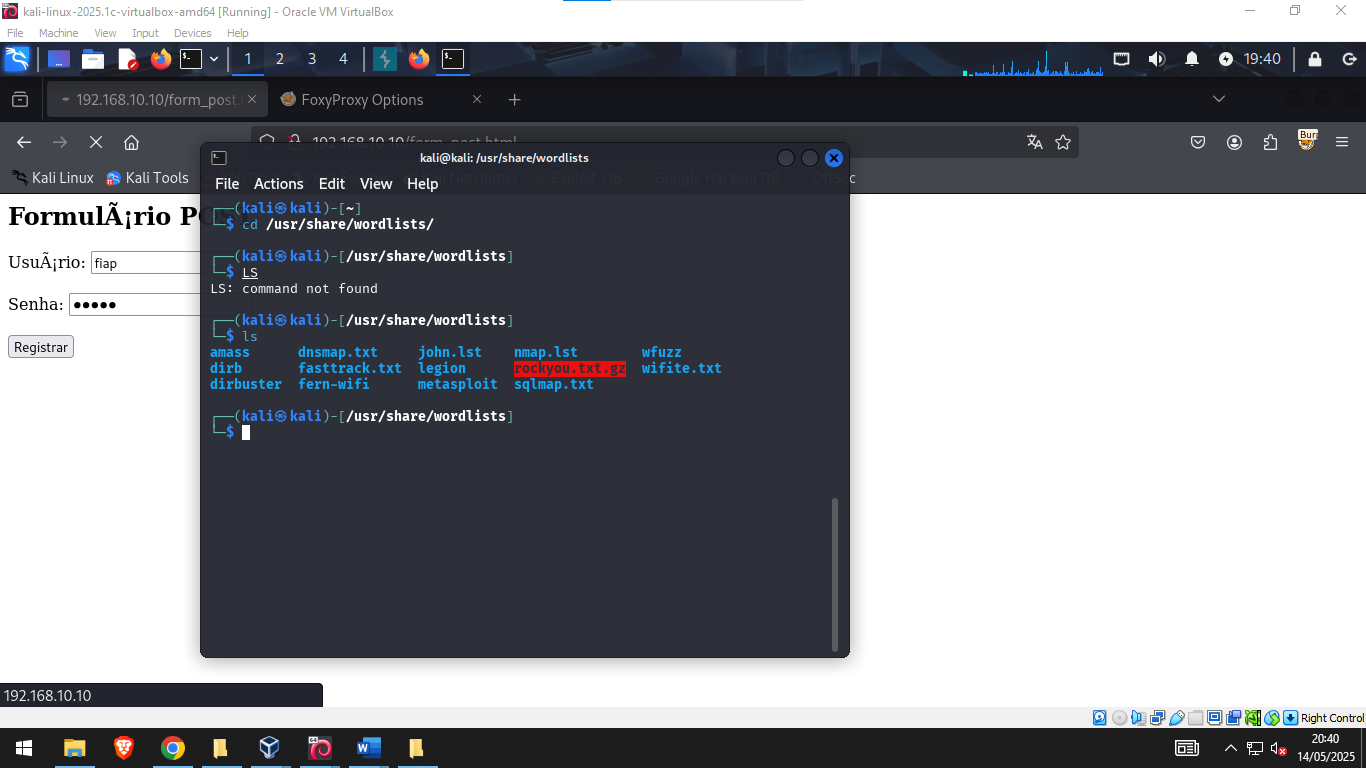 kali-linux-2025.1c-virtualbox-amd64 [Running] - Oracle VM VirtualBox
File Machine View Input Devices Help
1 2 3 4 19:40
192.168.10.10/form_post. FoxyProxy Options
192.168.10.10/form_post.html
kali@kali: /usr/share/wordlists
Kali Linux Kali Tools NetHunter Exploit-DB Google Hacking DB OffSec
File Actions Edit View Help
FormulÃ¡rio PO
UsuÃ¡rio: fiap
Senha: ●●●●●
Registrar
┌──(kali㉿kali)-[~]
└─$ cd /usr/share/wordlists/
┌──(kali㉿kali)-[/usr/share/wordlists]
└─$ LS
LS: command not found
┌──(kali㉿kali)-[/usr/share/wordlists]
└─$ ls
amass dnsmap.txt john.lst nmap.lst wfuzz
dirb fasttrack.txt legion rockyou.txt.gz wifite.txt
dirbuster fern-wifi metasploit sqlmap.txt
┌──(kali㉿kali)-[/usr/share/wordlists]
└─$
192.168.10.10
Right Control
20:40
14/05/2025